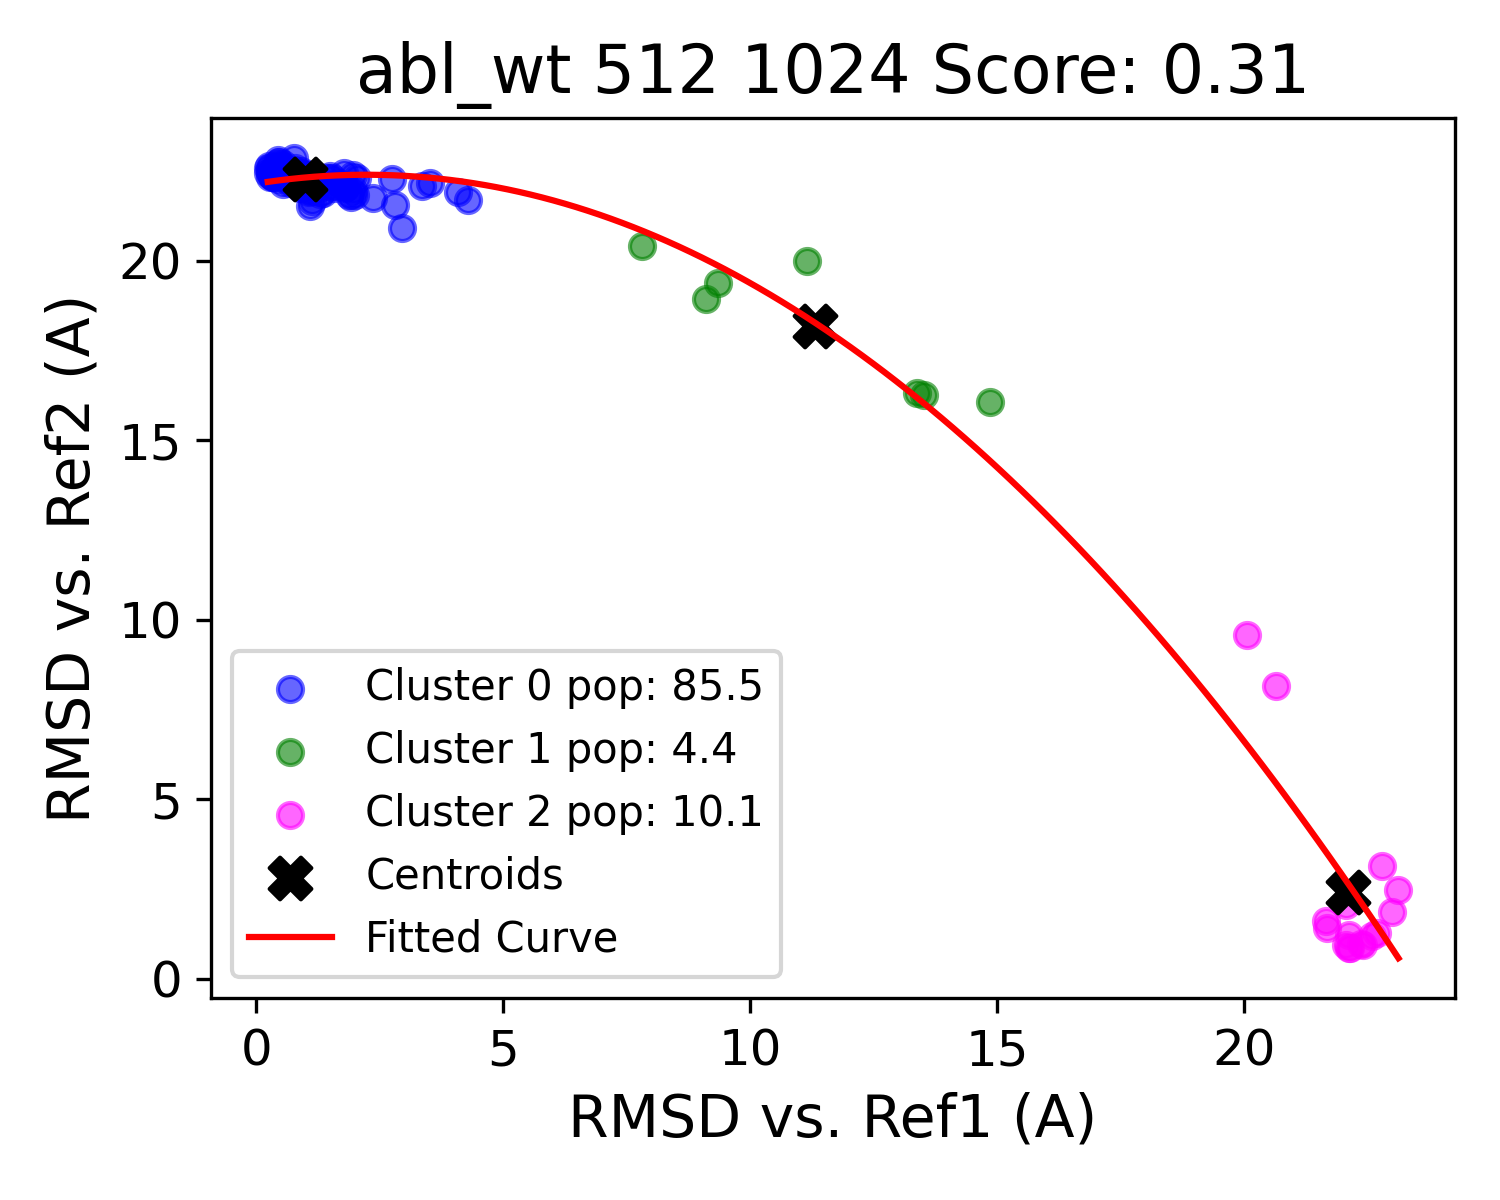 abl_wt 512 1024 Score: 0.31
RMSD vs. Ref2 (A)
20
15
10
5
0
Cluster 0 pop: 85.5
Cluster 1 pop: 4.4
Cluster 2 pop: 10.1
Centroids
Fitted Curve
0 5 10 15 20
RMSD vs. Ref1 (A)